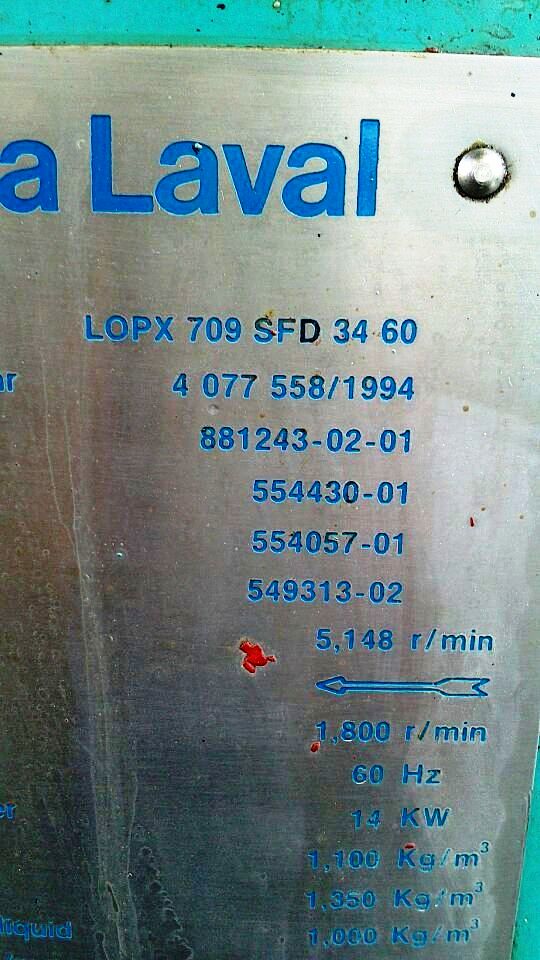 a Laval
LOPX 709 SFD 34 60
4 077 558/1994
881243-02-01
554430-01
554057-01
549313-02
5,148 r/min
1,800 r/min
60 Hz
14 KW
1,100 Kg/m³
1,350 Kg/m³
liquid 1,000 Kg/m³